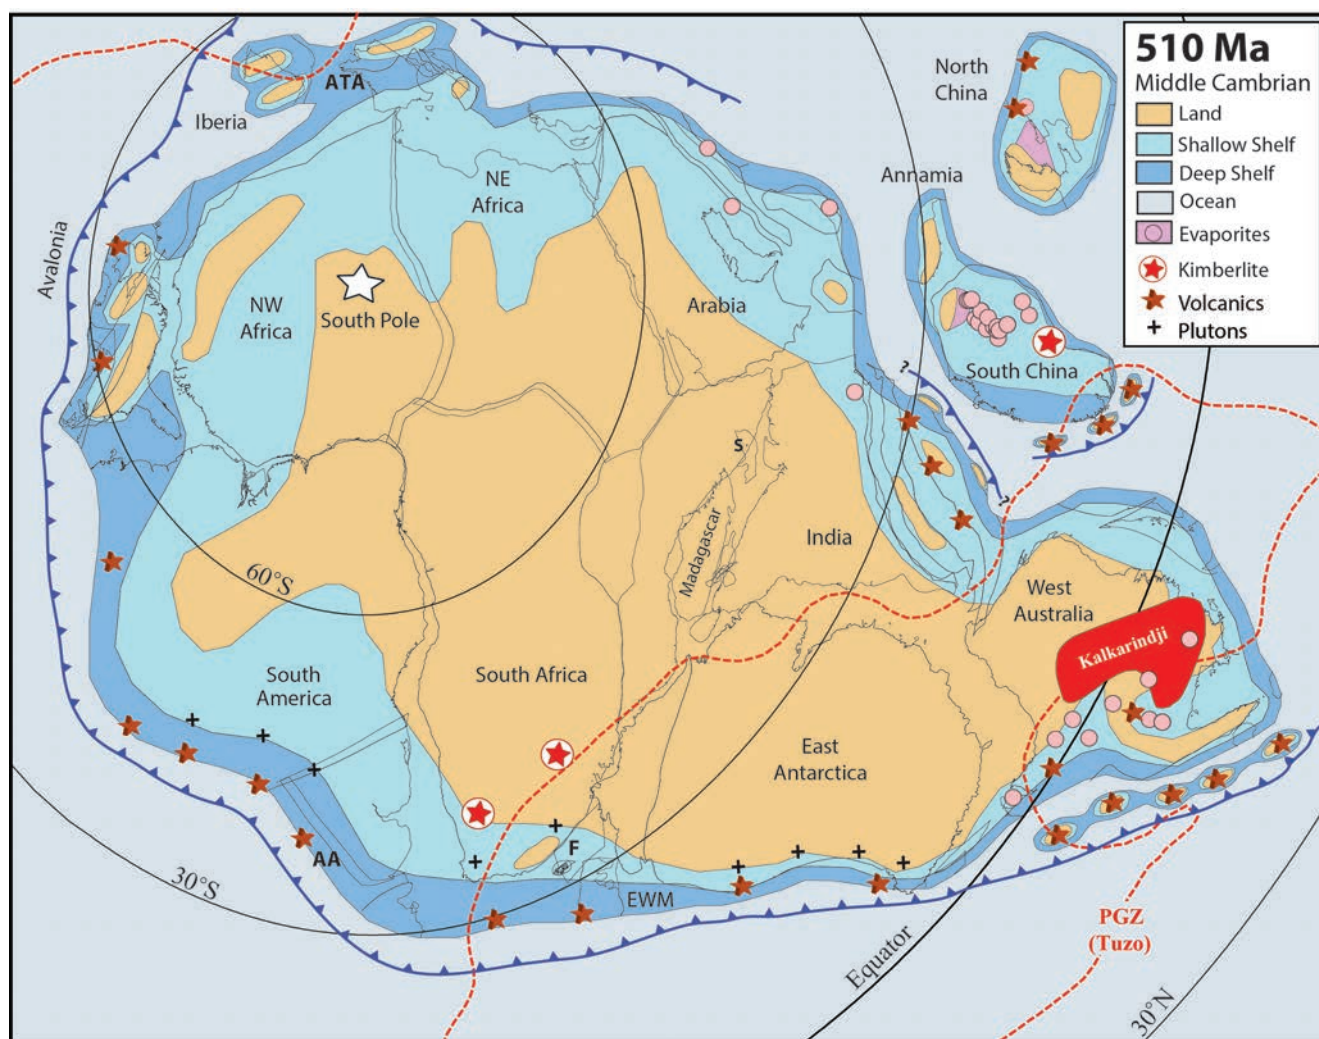 510 Ma
Middle Cambrian
Land
Shallow Shelf
Deep Shelf
Ocean
Evaporites
Kimberlite
Volcanics
Plutons
North
China
ATA
Iberia
Annamia
NE
Africa
Avalonia
NW
Africa
South Pole
Arabia
South China
?
S
Madagascar
India
?
60°S
West
Australia
Kalkarindji
South
America
South Africa
East
Antarctica
F
AA
30°S
EWM
PGZ
(Tuzo)
Equator
30°N